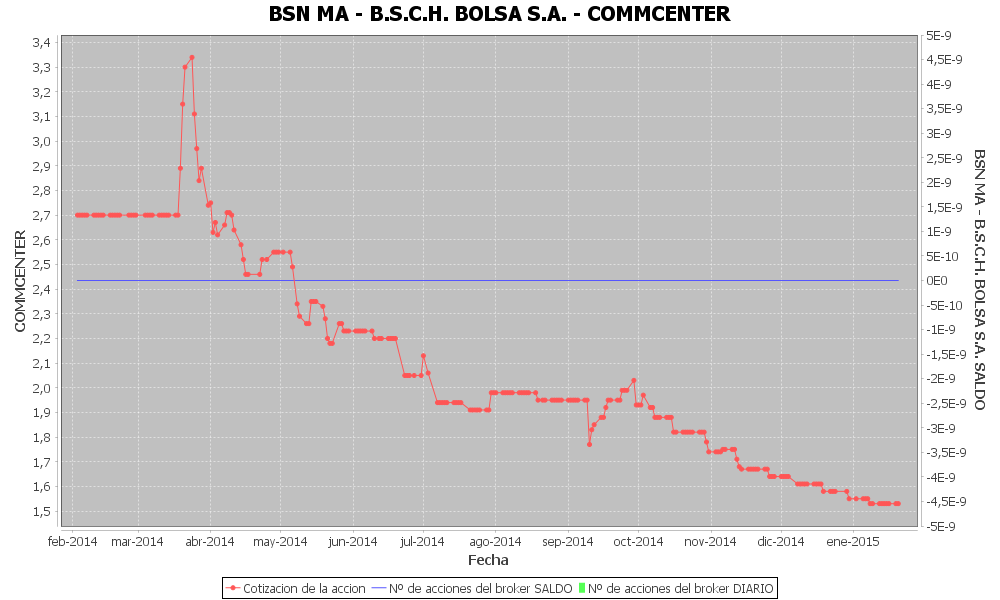 BSN MA - B.S.C.H. BOLSA S.A. - COMMCENTER
3,4
3,3
3,2
3,1
3,0
2,9
2,8
2,7
2,6
2,5
2,4
2,3
2,2
2,1
2,0
1,9
1,8
1,7
1,6
1,5
COMMCENTER
5E-9
4,5E-9
4E-9
3,5E-9
3E-9
2,5E-9
2E-9
1,5E-9
1E-9
5E-10
0E0
-5E-10
-1E-9
-1,5E-9
-2E-9
-2,5E-9
-3E-9
-3,5E-9
-4E-9
-4,5E-9
-5E-9
BSN MA - B.S.C.H. BOLSA S.A. SALDO
feb-2014 mar-2014 abr-2014 may-2014 jun-2014 jul-2014 ago-2014 sep-2014 oct-2014 nov-2014 dic-2014 ene-2015
Fecha
Cotizacion de la accion Nº de acciones del broker SALDO Nº de acciones del broker DIARIO